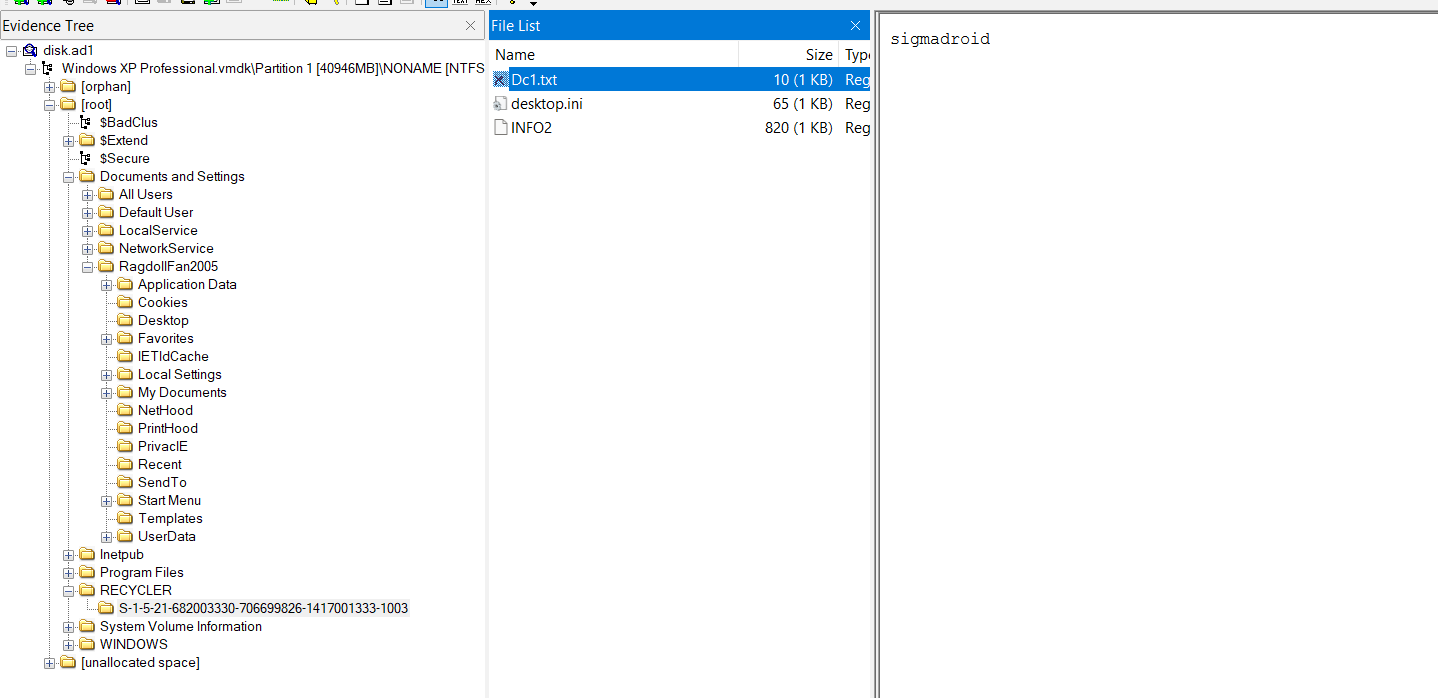 Evidence Tree
disk.ad1
Windows XP Professional.vmdk\Partition 1 [40946MB]\NONAME [NTFS
[orphan]
[root]
$BadClus
$Extend
$Secure
Documents and Settings
All Users
Default User
LocalService
NetworkService
RagdollFan2005
Application Data
Cookies
Desktop
Favorites
IETldCache
Local Settings
My Documents
NetHood
PrintHood
PrivacIE
Recent
SendTo
Start Menu
Templates
UserData
Inetpub
Program Files
RECYCLER
S-1-5-21-682003330-706699826-1417001333-1003
System Volume Information
WINDOWS
[unallocated space]
File List
Name Size Type
Dc1.txt 10 (1 KB) Reg
desktop.ini 65 (1 KB) Reg
INFO2 820 (1 KB) Reg
sigmadroid